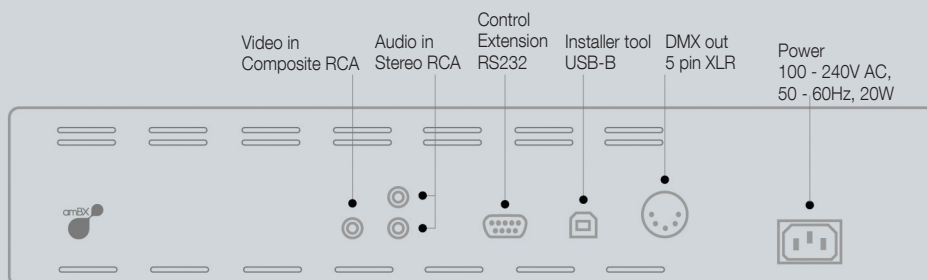 Video in
Composite RCA
Audio in
Stereo RCA
Control
Extension
RS232
Installer tool
USB-B
DMX out
5 pin XLR
Power
100 - 240V AC,
50 - 60Hz, 20W
amBX